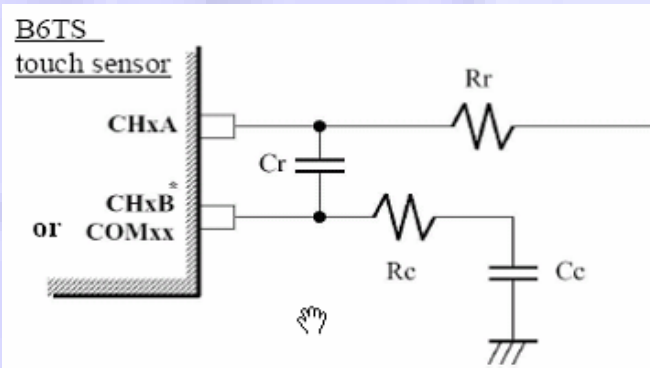 B6TS
touch sensor
Rr
CHxA
Cr
*
CHxB
or COMxx
Rc
Cc